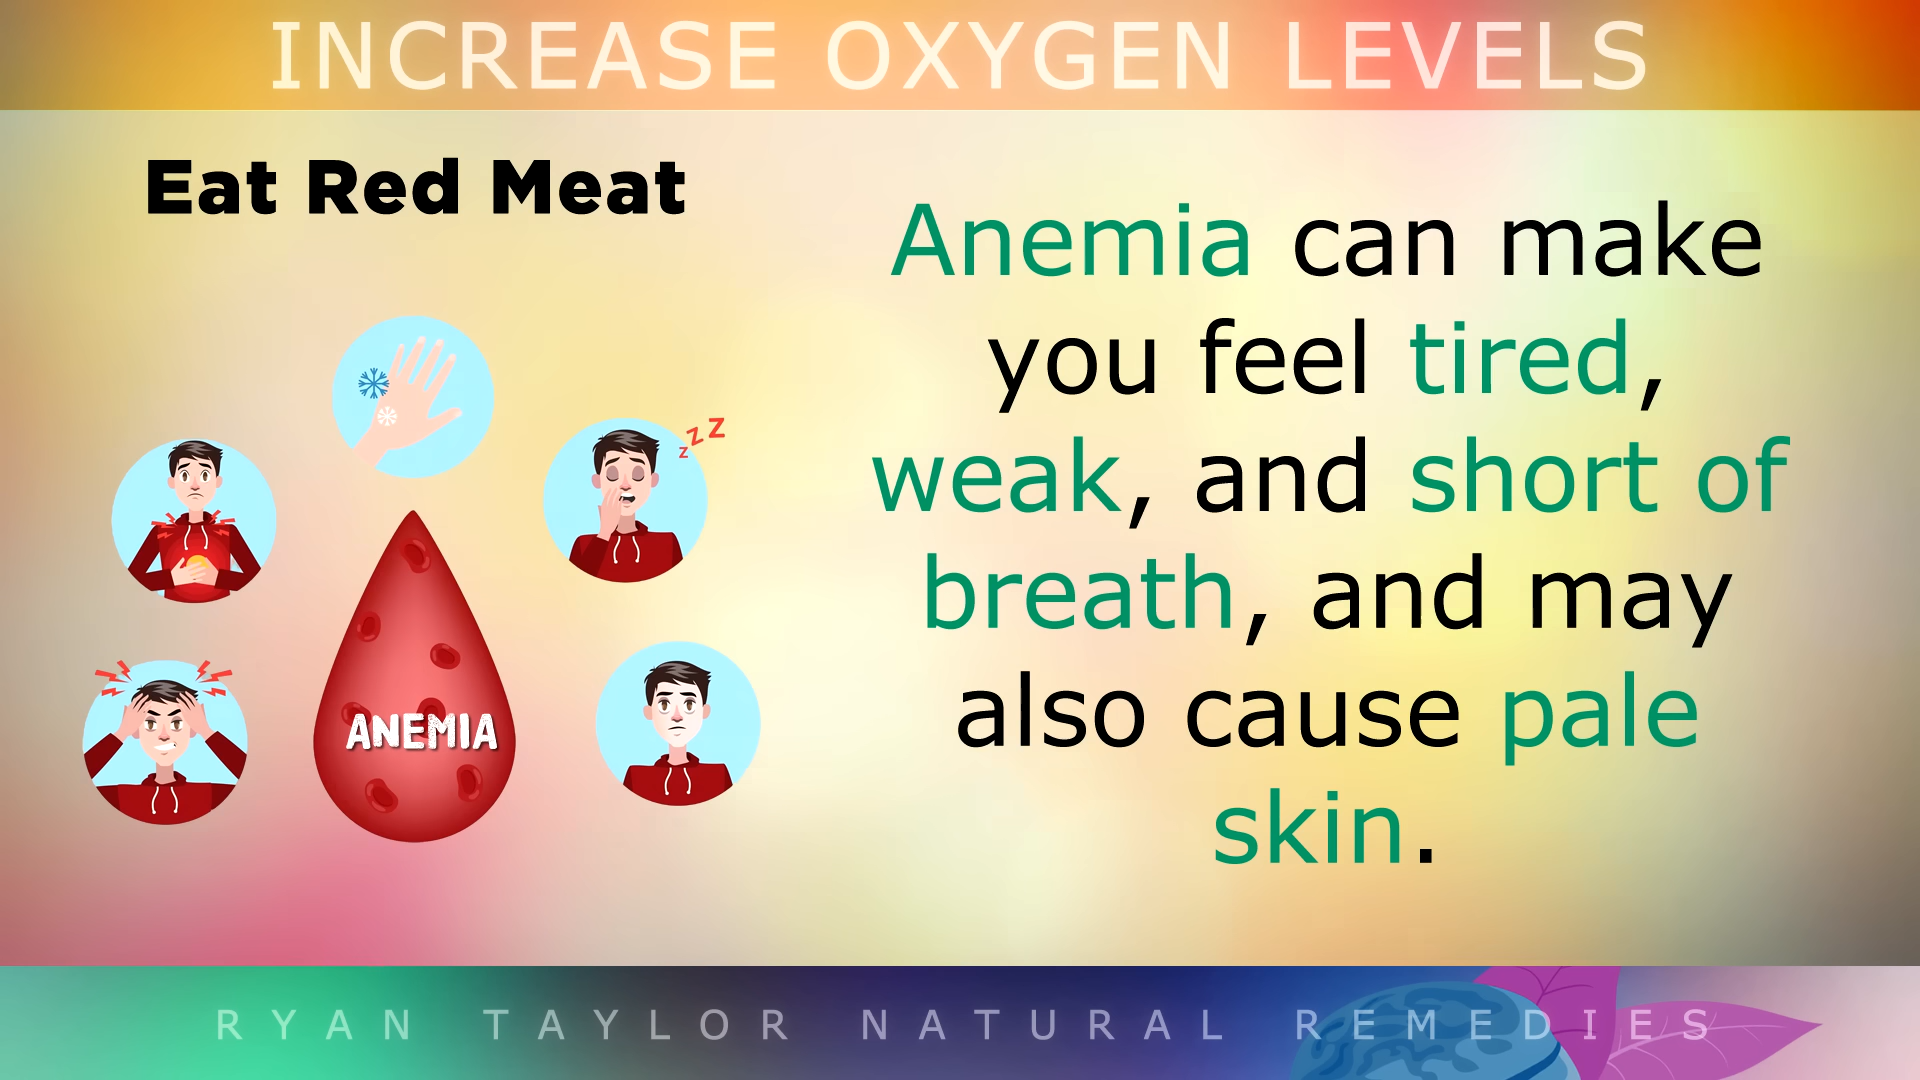 INCREASE OXYGEN LEVELS
Eat Red Meat
z z Z
ANEMIA
Anemia can make
you feel tired,
weak, and short of
breath, and may
also cause pale
skin.
RYAN TAYLOR NATURAL REMEDIES